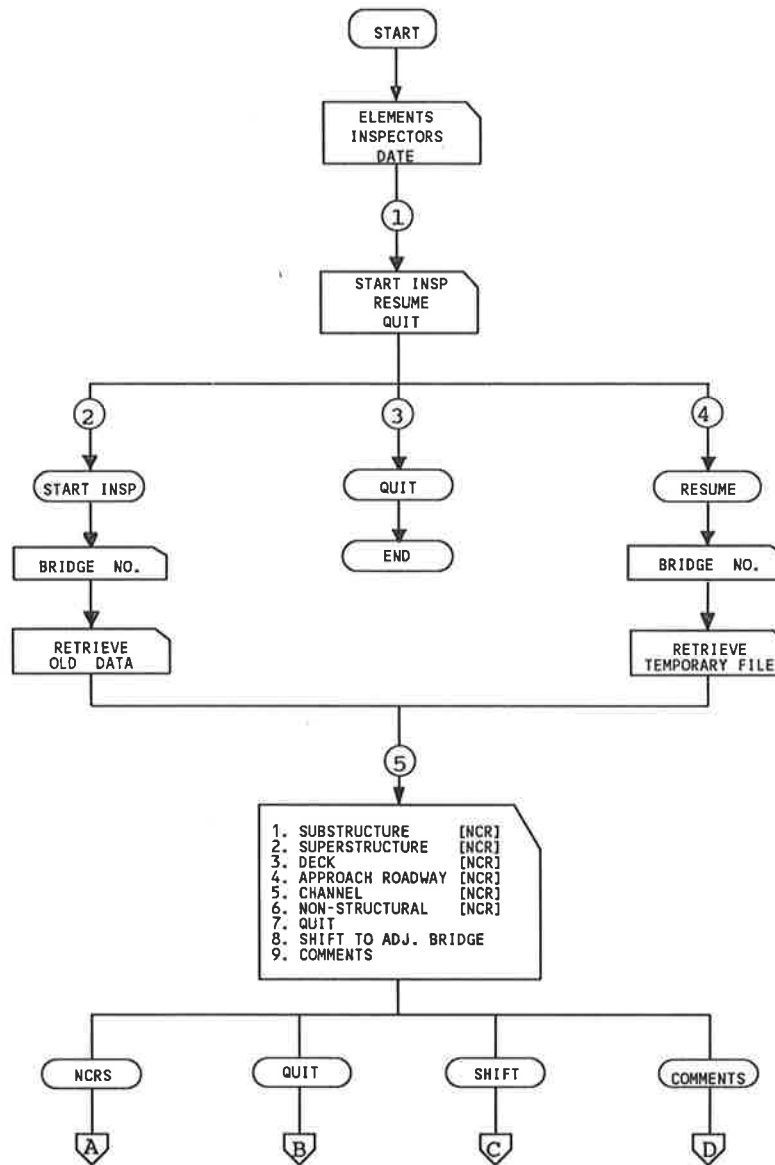 START
ELEMENTS
INSPECTORS
DATE
1
START INSP
RESUME
QUIT
2
3
4
START INSP
QUIT
RESUME
BRIDGE NO.
END
BRIDGE NO.
RETRIEVE
OLD DATA
RETRIEVE
TEMPORARY FILE
5
1. SUBSTRUCTURE [NCR]
2. SUPERSTRUCTURE [NCR]
3. DECK [NCR]
4. APPROACH ROADWAY [NCR]
5. CHANNEL [NCR]
6. NON-STRUCTURAL [NCR]
7. QUIT
8. SHIFT TO ADJ. BRIDGE
9. COMMENTS
NCRS
QUIT
SHIFT
COMMENTS
A
B
C
D